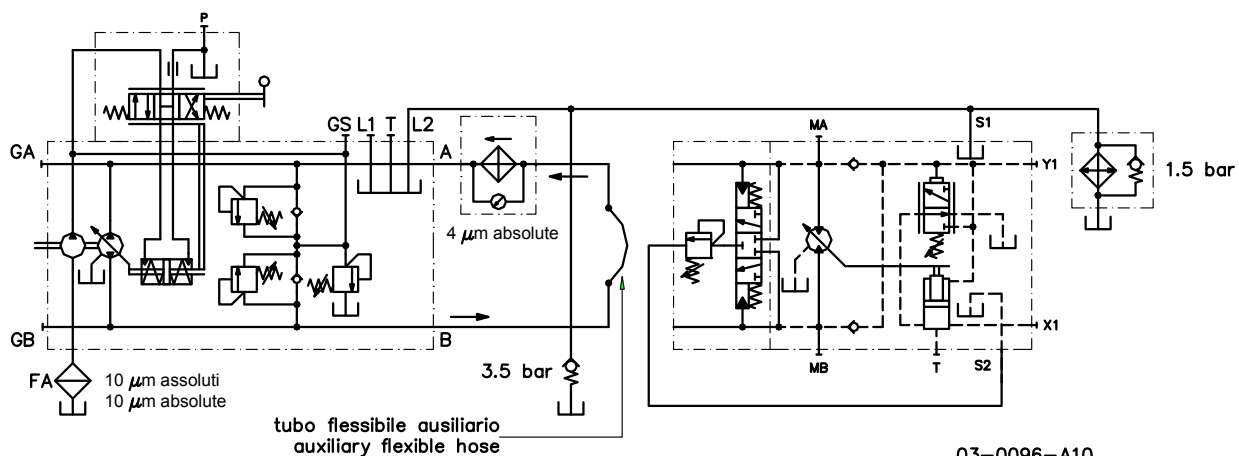 P
GS L1 T L2
GA
A
MA
S1
Y1
1.5 bar
4 µm absolute
GB
B
MB
T
S2
X1
FA
10 µm assoluti
10 µm absolute
3.5 bar
tubo flessibile ausiliario
auxiliary flexible hose
03-0096-A10